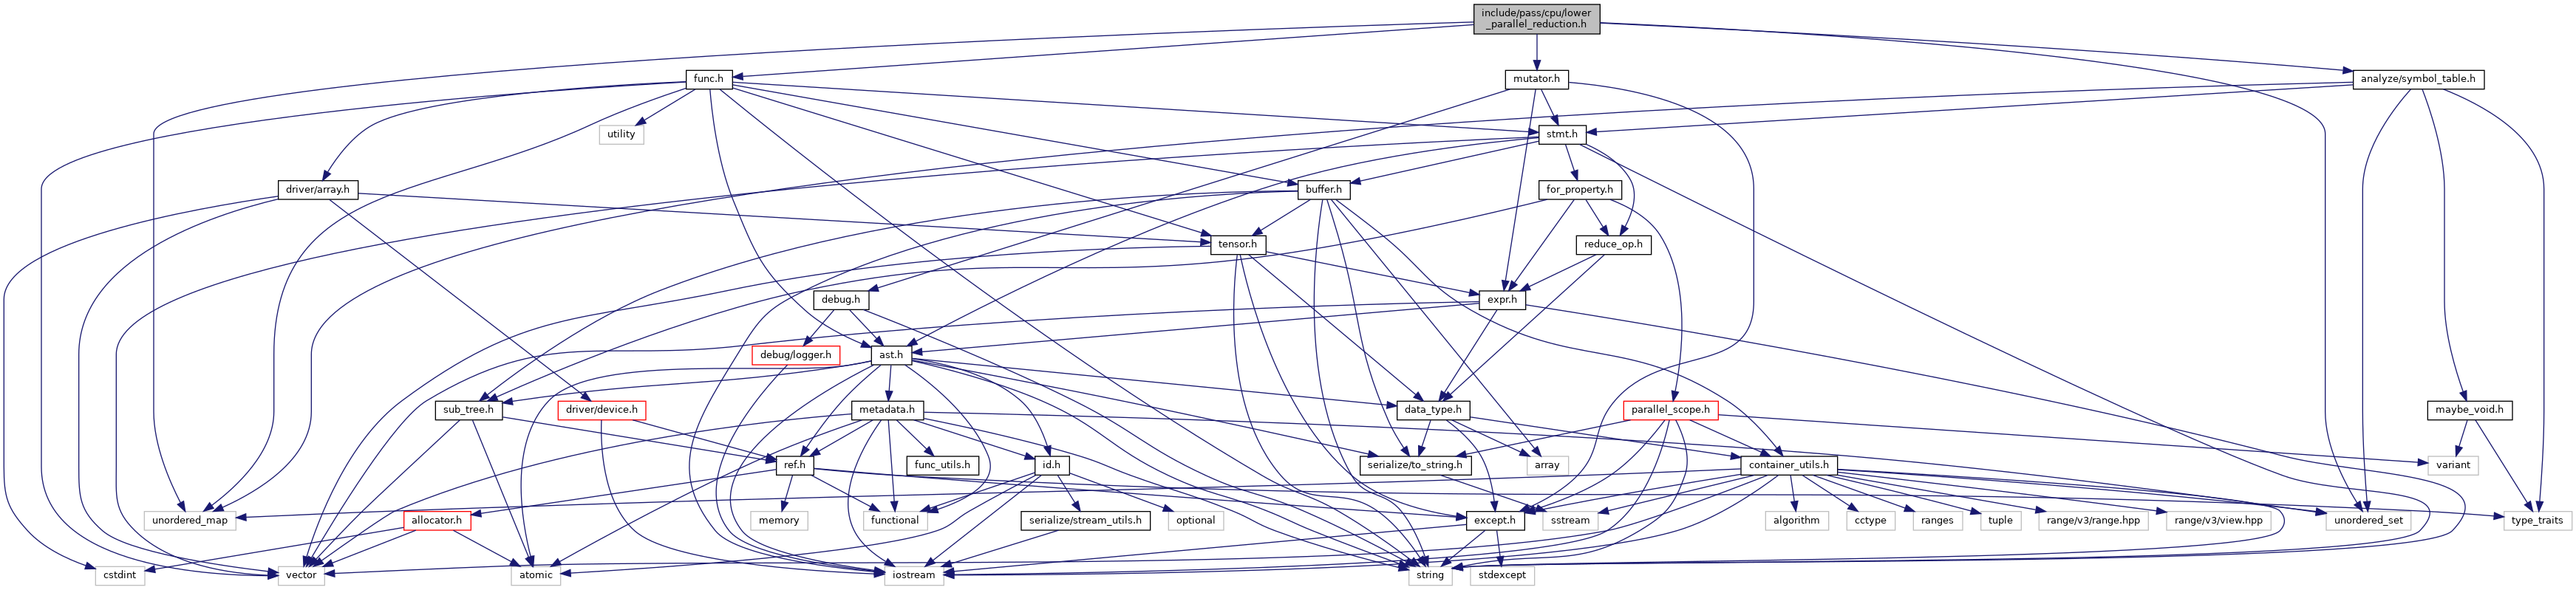 include/pass/cpu/lower
_parallel_reduction.h
func.h
mutator.h
analyze/symbol_table.h
utility
stmt.h
driver/array.h
buffer.h
for_property.h
tensor.h
reduce_op.h
debug.h
expr.h
debug/logger.h
ast.h
sub_tree.h
driver/device.h
metadata.h
data_type.h
parallel_scope.h
maybe_void.h
ref.h
func_utils.h
id.h
serialize/to_string.h
array
container_utils.h
variant
unordered_map
allocator.h
memory
functional
serialize/stream_utils.h
optional
except.h
sstream
algorithm
cctype
ranges
tuple
range/v3/range.hpp
range/v3/view.hpp
unordered_set
type_traits
cstdint
vector
atomic
iostream
string
stdexcept